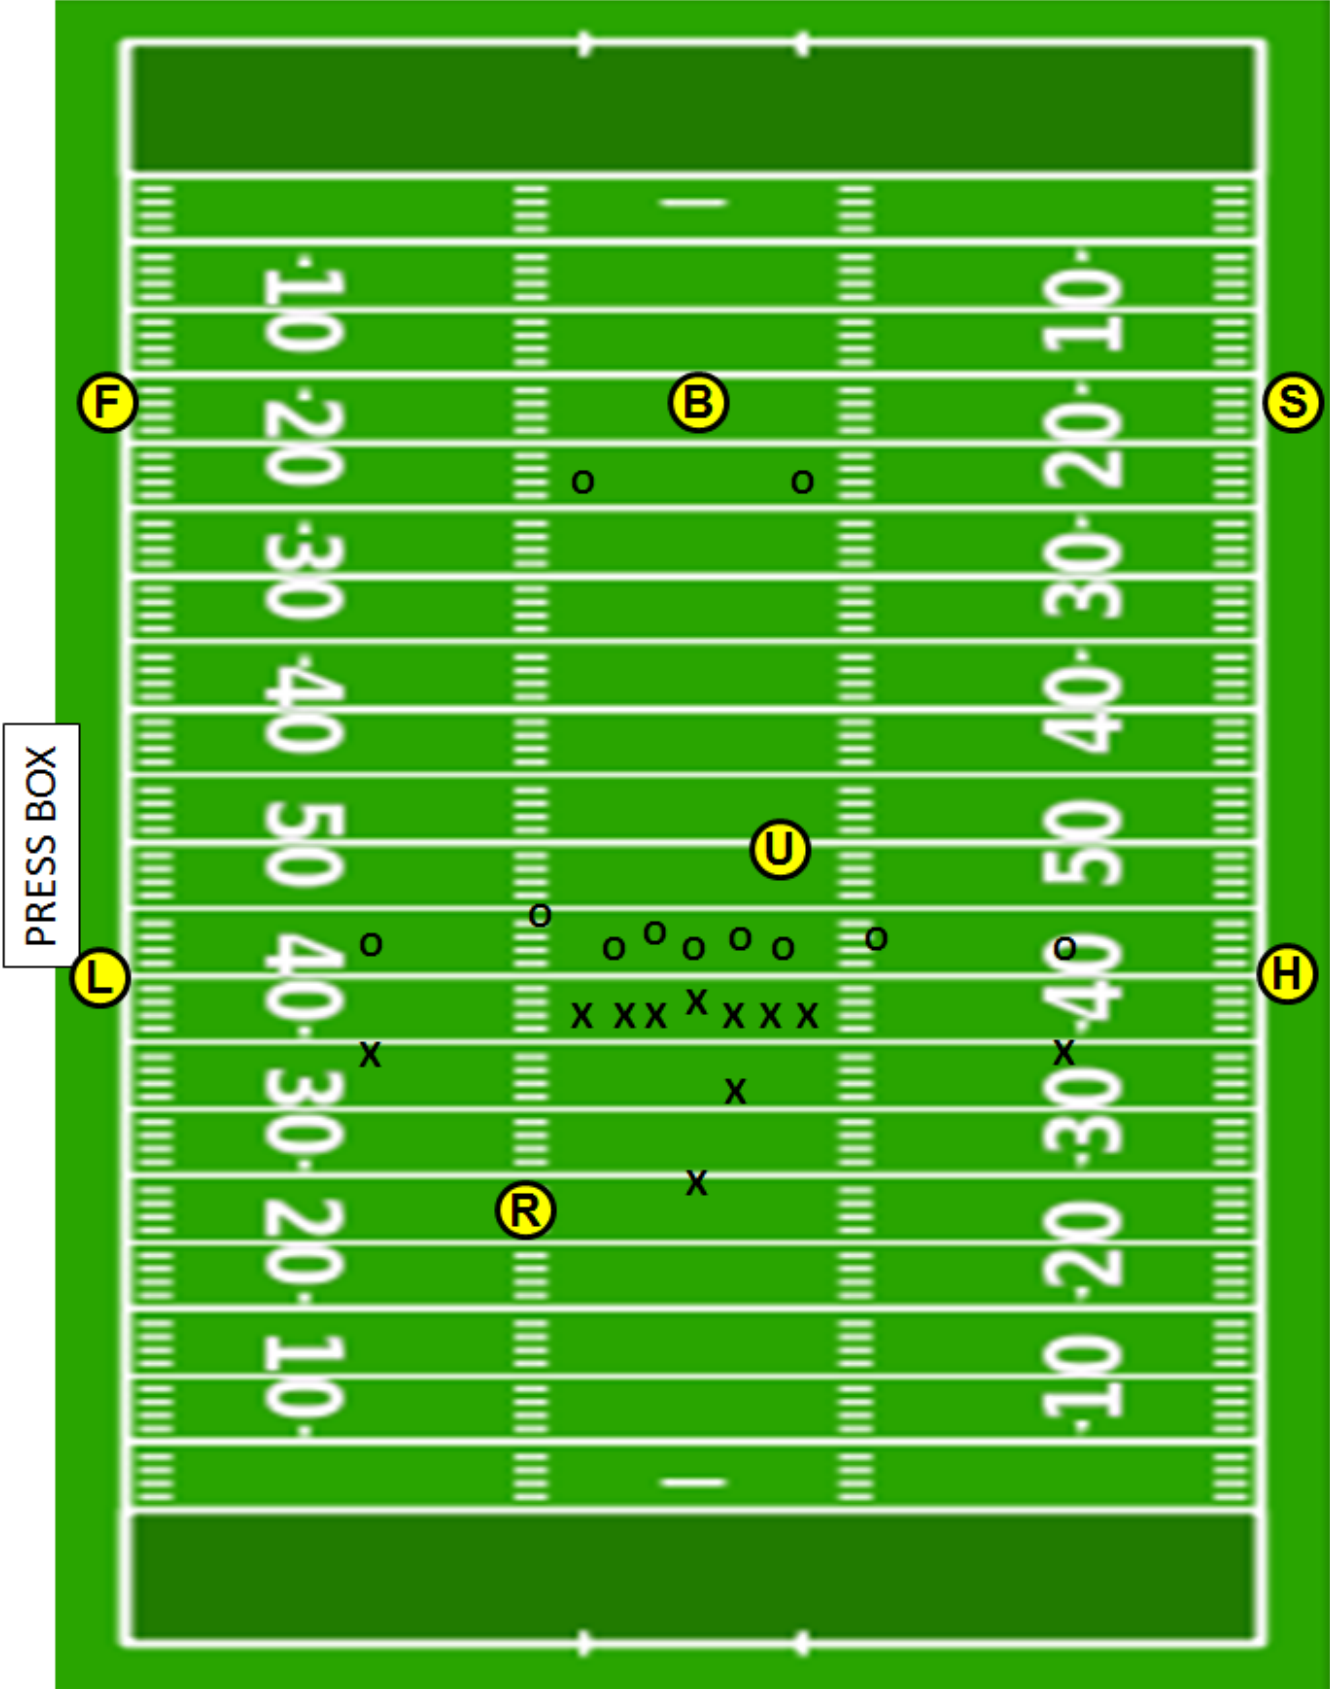 10 10
F B S
20 20
O O
30 30
40 40
PRESS BOX
50 U 50
O O O O O O O O O
L 40 40 H
X X X X X X X
X X
30 X 30
X
R
20 20
10 10